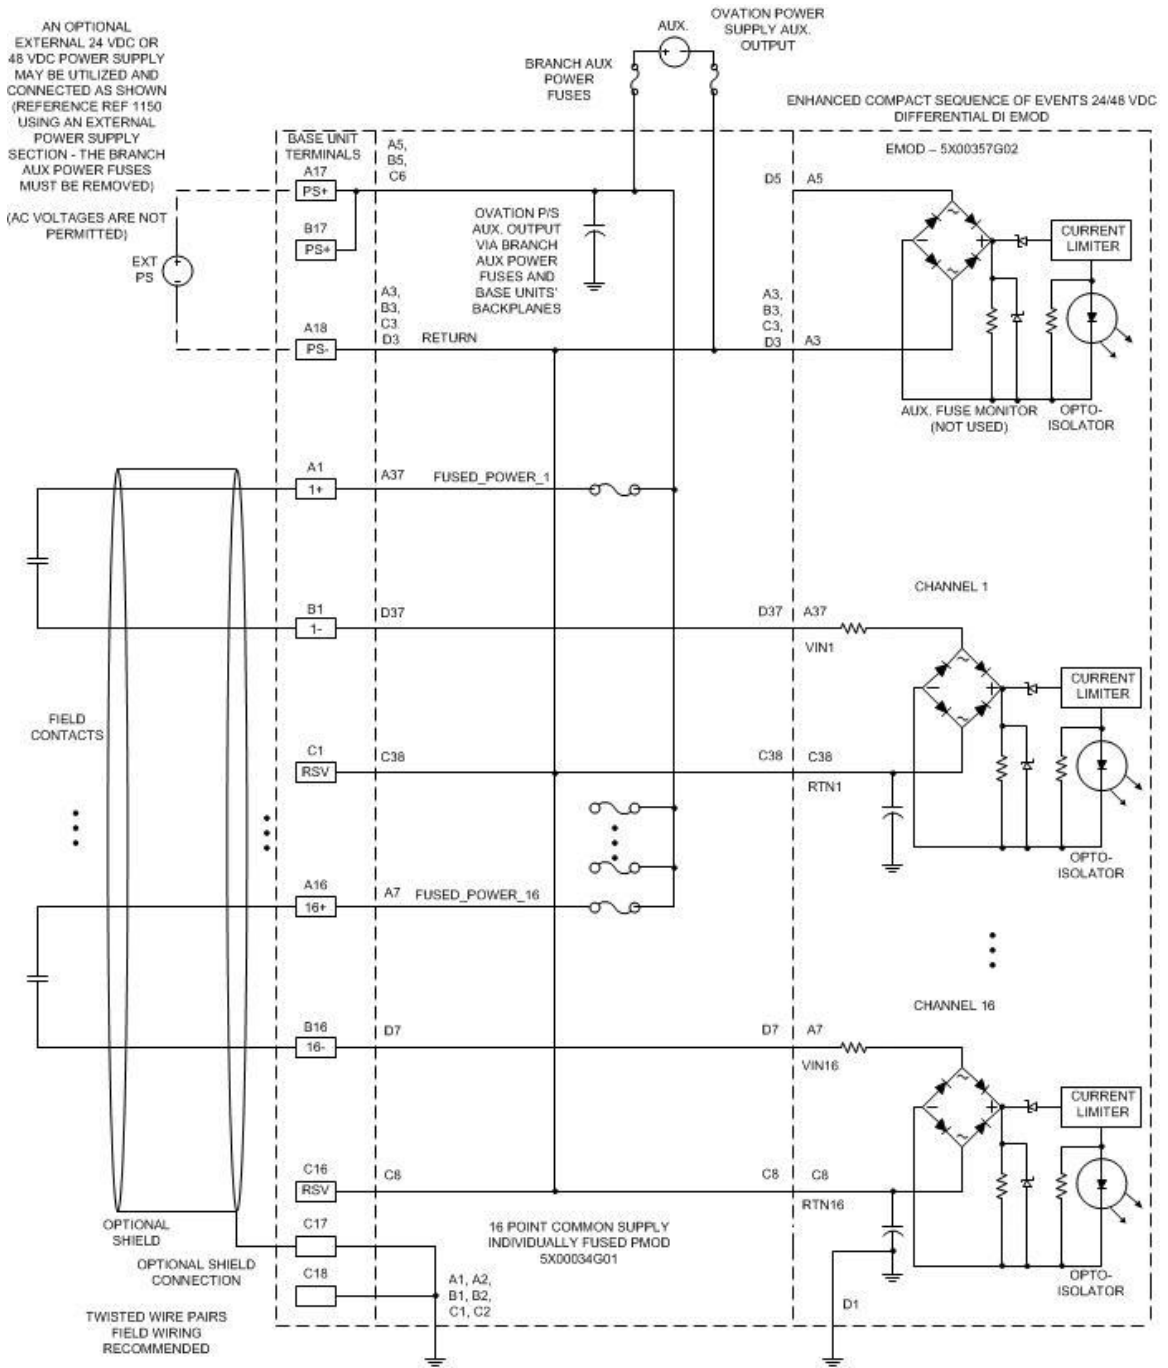 AN OPTIONAL
EXTERNAL 24 VDC OR
48 VDC POWER SUPPLY
MAY BE UTILIZED AND
CONNECTED AS SHOWN
(REFERENCE REF 1150
USING AN EXTERNAL
POWER SUPPLY
SECTION - THE BRANCH
AUX POWER FUSES
MUST BE REMOVED)
(AC VOLTAGES ARE NOT
PERMITTED)
EXT
PS
+
-
AUX.
+
-
OVATION POWER
SUPPLY AUX.
OUTPUT
BRANCH AUX
POWER
FUSES
ENHANCED COMPACT SEQUENCE OF EVENTS 24/48 VDC
DIFFERENTIAL DI EMOD
EMOD – 5X00357G02
BASE UNIT
TERMINALS
A17
PS+
B17
PS+
A18
PS-
A5,
B5,
C6
OVATION P/S
AUX. OUTPUT
VIA BRANCH
AUX POWER
FUSES AND
BASE UNITS'
BACKPLANES
A3,
B3,
C3
D3
RETURN
D5
A5
A3,
B3,
C3,
D3
A3
~
-
+
~
CURRENT
LIMITER
AUX. FUSE MONITOR
(NOT USED)
OPTO-
ISOLATOR
A1
1+
A37
FUSED_POWER_1
CHANNEL 1
B1
1-
D37
D37
A37
VIN1
~
-
+
~
CURRENT
LIMITER
FIELD
CONTACTS
C1
RSV
C38
C38
C38
RTN1
OPTO-
ISOLATOR
A16
16+
A7
FUSED_POWER_16
CHANNEL 16
B16
16-
D7
D7
A7
VIN16
~
-
+
~
CURRENT
LIMITER
C16
RSV
C8
C8
C8
RTN16
OPTO-
ISOLATOR
OPTIONAL
SHIELD
C17
16 POINT COMMON SUPPLY
INDIVIDUALLY FUSED PMOD
5X00034G01
OPTIONAL SHIELD
CONNECTION
C18
A1, A2,
B1, B2,
C1, C2
D1
TWISTED WIRE PAIRS
FIELD WIRING
RECOMMENDED